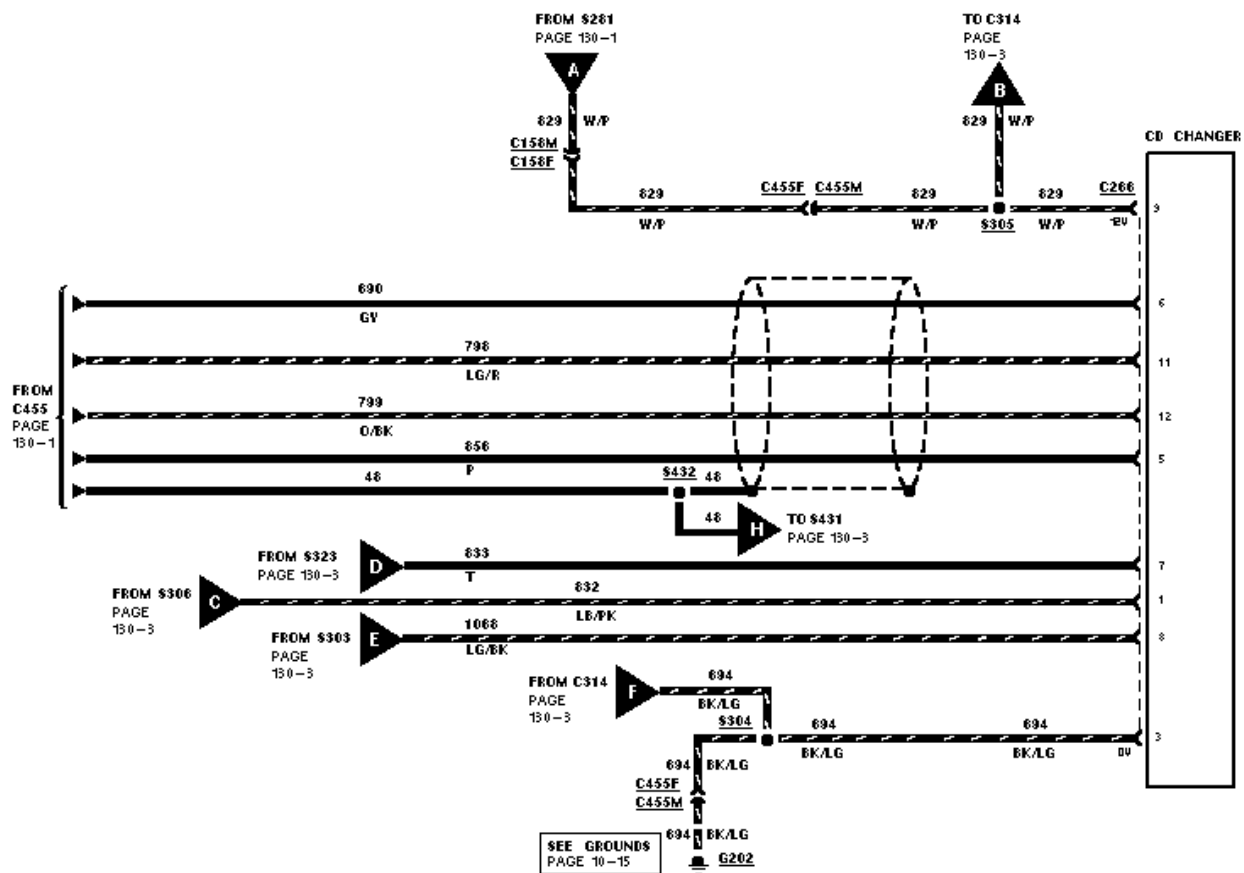 FROM S281
PAGE 130-1
A
829 W/P
C158M
C158F
TO C314
PAGE
130-3
B
829 W/P
CD CHANGER
829
W/P
C455F C455M
829
W/P
S305
829
W/P
C266
12V
9
FROM
C455
PAGE
130-1
690
GY
6
798
LG/R
11
799
O/BK
12
856
P
5
48
S432
48
48
H
TO S431
PAGE 130-3
FROM S323
PAGE 130-3
D
833
T
7
FROM S306
PAGE
130-3
C
832
LB/PK
1
FROM S303
PAGE
130-3
E
1068
LG/BK
8
FROM C314
PAGE
130-3
F
694
BK/LG
S304
694
BK/LG
694
BK/LG
0V
3
694 BK/LG
C455F
C455M
694 BK/LG
SEE GROUNDS
PAGE 10-15
G202